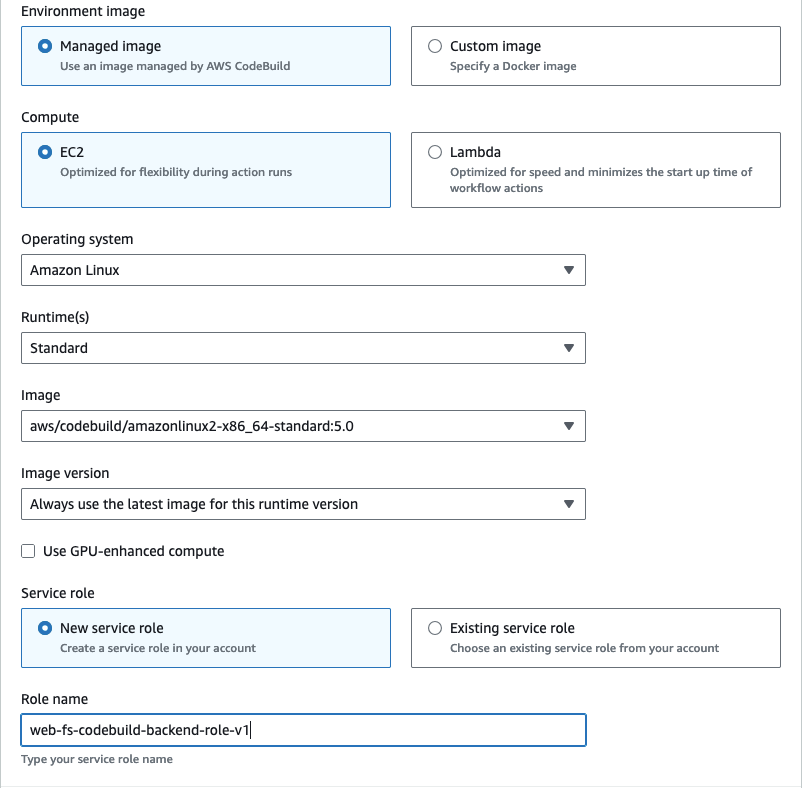 Environment image
Managed image
Use an image managed by AWS CodeBuild
Custom image
Specify a Docker image
Compute
EC2
Optimized for flexibility during action runs
Lambda
Optimized for speed and minimizes the start up time of
workflow actions
Operating system
Amazon Linux
Runtime(s)
Standard
Image
aws/codebuild/amazonlinux2-x86_64-standard:5.0
Image version
Always use the latest image for this runtime version
Use GPU-enhanced compute
Service role
New service role
Create a service role in your account
Existing service role
Choose an existing service role from your account
Role name
web-fs-codebuild-backend-role-v1
Type your service role name